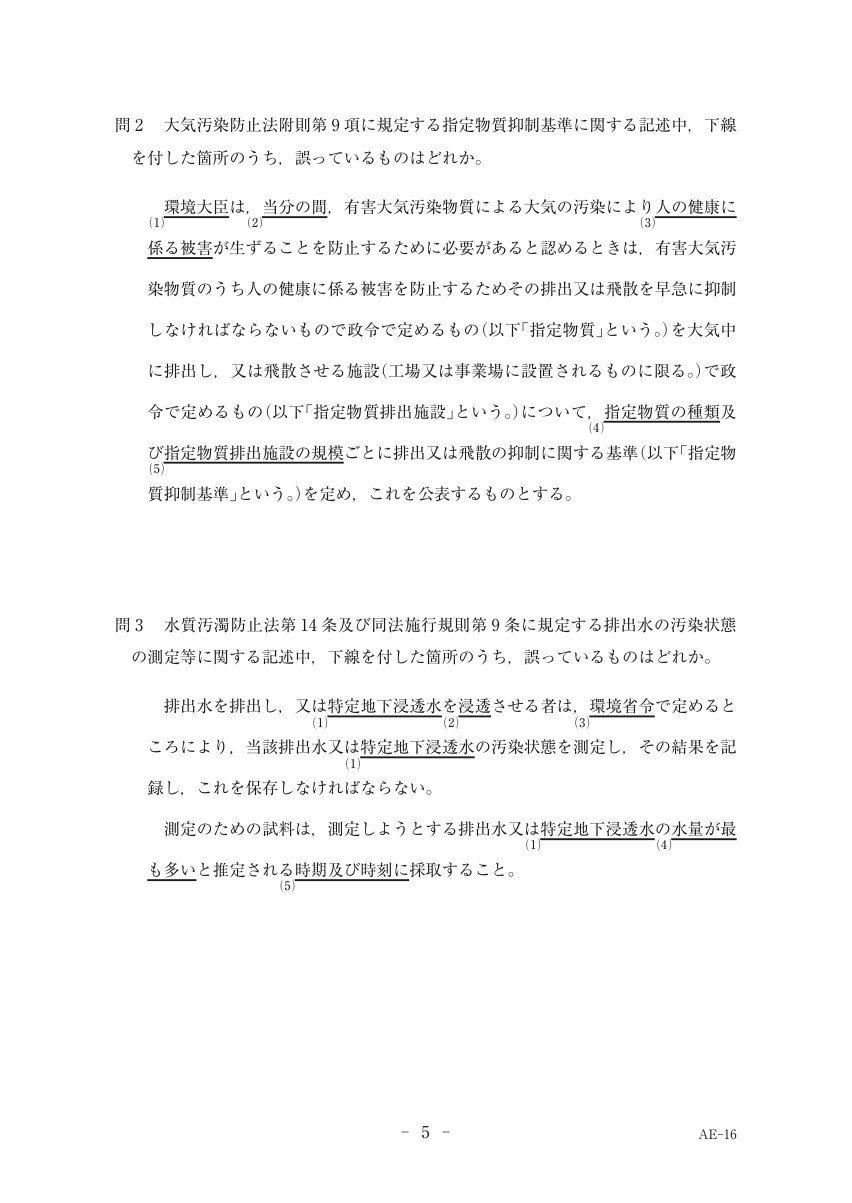 問２　大気汚染防止法附則第９項に規定する指定物質抑制基準に関する記述中，下線
を付した箇所のうち，誤っているものはどれか。
環境大臣は，当分の間，有害大気汚染物質による大気の汚染により人の健康に
(1) (2) (3)
係る被害が生ずることを防止するために必要があると認めるときは，有害大気汚
染物質のうち人の健康に係る被害を防止するためその排出又は飛散を早急に抑制
しなければならないもので政令で定めるもの(以下「指定物質」という。)を大気中
に排出し，又は飛散させる施設(工場又は事業場に設置されるものに限る。)で政
令で定めるもの(以下「指定物質排出施設」という。)について，指定物質の種類及
(4)
び指定物質排出施設の規模ごとに排出又は飛散の抑制に関する基準(以下「指定物
(5)
質抑制基準」という。)を定め，これを公表するものとする。
問３　水質汚濁防止法第 14 条及び同法施行規則第９条に規定する排出水の汚染状態
の測定等に関する記述中，下線を付した箇所のうち，誤っているものはどれか。
排出水を排出し，又は特定地下浸透水を浸透させる者は，環境省令で定めると
(1) (2) (3)
ころにより，当該排出水又は特定地下浸透水の汚染状態を測定し，その結果を記
(1)
録し，これを保存しなければならない。
測定のための試料は，測定しようとする排出水又は特定地下浸透水の水量が最
(1) (4)
も多いと推定される時期及び時刻に採取すること。
(5)
- 5 -
AE-16